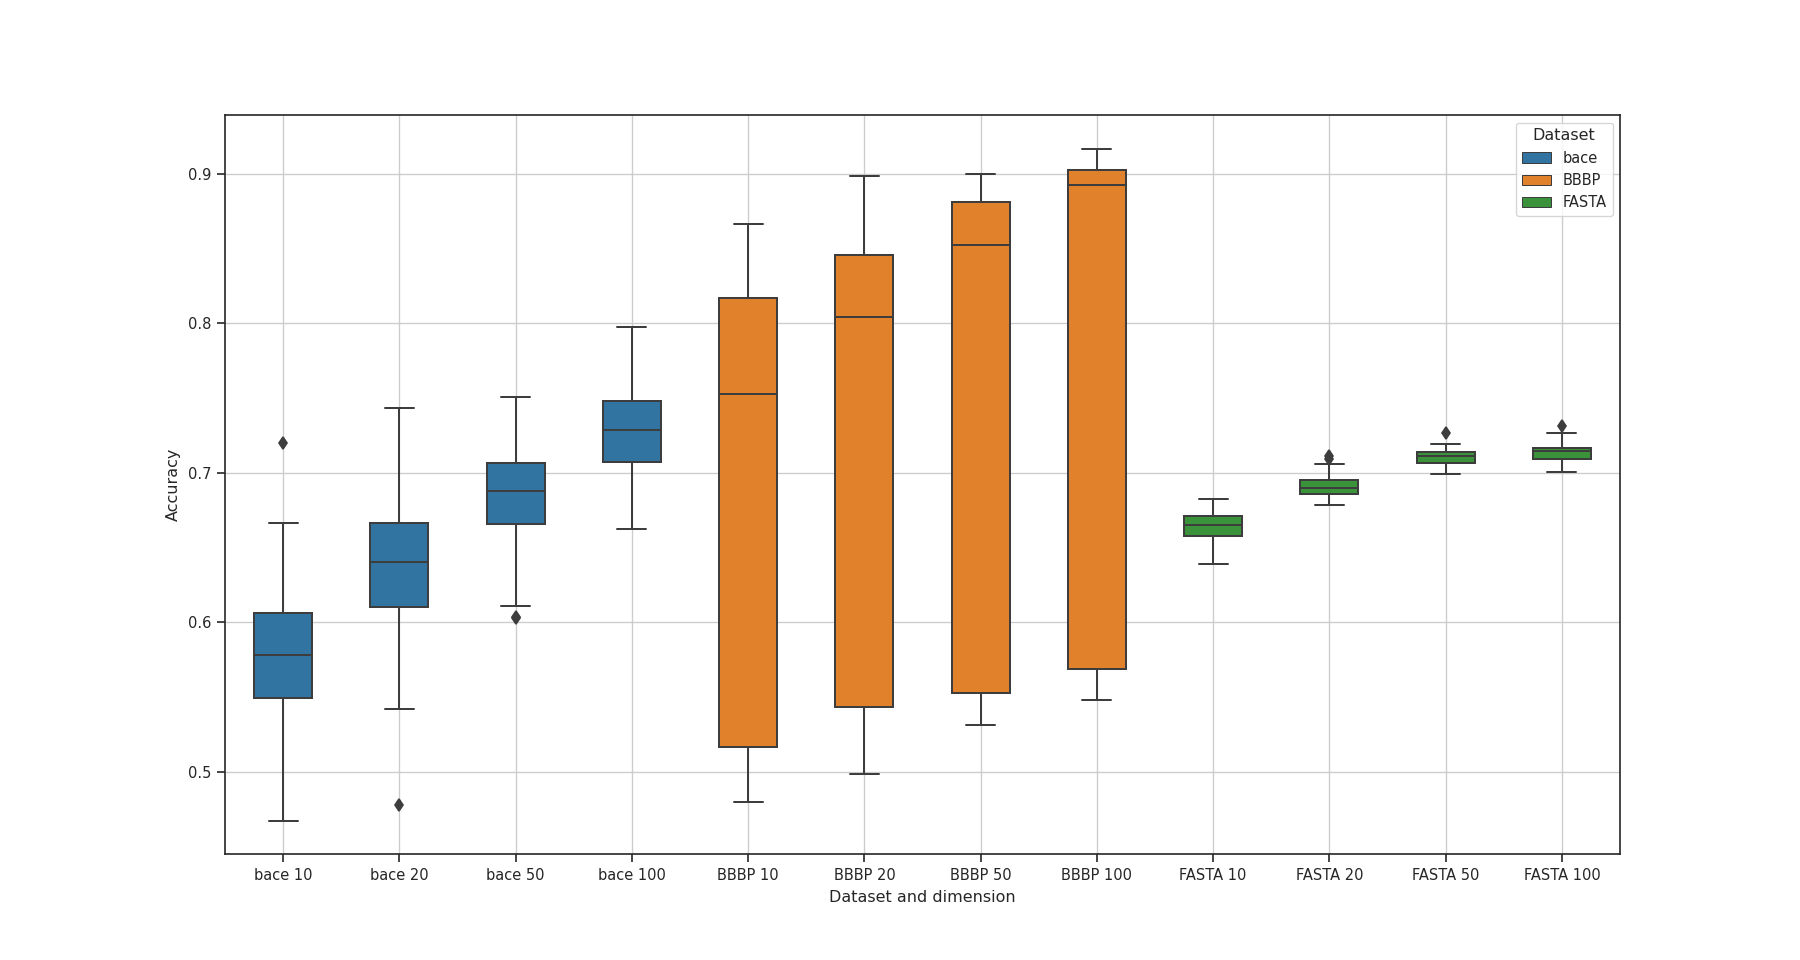 Dataset
bace
BBBP
FASTA
0.9
0.8
0.7
0.6
0.5
Accuracy
bace 10 bace 20 bace 50 bace 100 BBBP 10 BBBP 20 BBBP 50 BBBP 100 FASTA 10 FASTA 20 FASTA 50 FASTA 100
Dataset and dimension